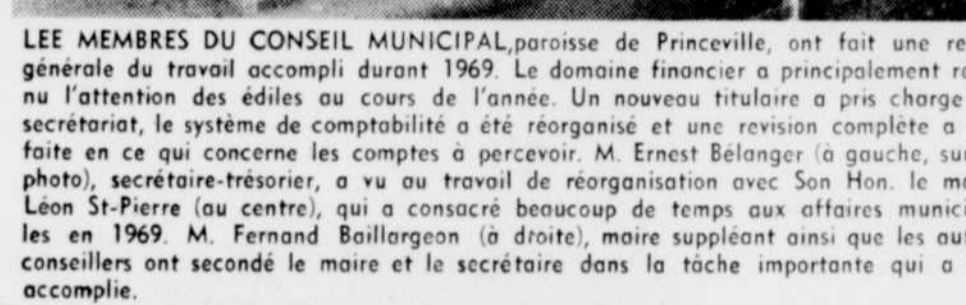 LEE MEMBRES DU CONSEIL MUNICIPAL,paroisse de Princeville, ont fait une re
générale du travail accompli durant 1969. Le domaine financier a principalement re
nu l'attention des édiles au cours de l'année. Un nouveau titulaire a pris charge
secrétariat, le système de comptabilité a été réorganisé et une revision complète a
faite en ce qui concerne les comptes à percevoir. M. Ernest Bélanger (à gauche, sur
photo), secrétaire-trésorier, a vu au travail de réorganisation avec Son Hon. le ma
Léon St-Pierre (au centre), qui a consacré beaucoup de temps aux affaires munici
les en 1969. M. Fernand Baillargeon (à droite), maire suppléant ainsi que les aut
conseillers ont secondé le maire et le secrétaire dans la tâche importante qui a
accomplie.